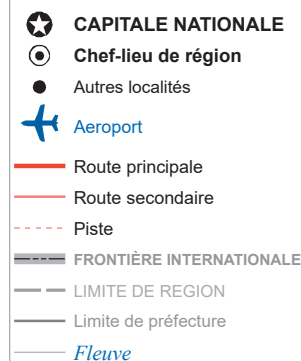 CAPITALE NATIONALE
Chef-lieu de région
Autres localités
Aeroport
Route principale
Route secondaire
Piste
FRONTIÈRE INTERNATIONALE
LIMITE DE REGION
Limite de préfecture
Fleuve